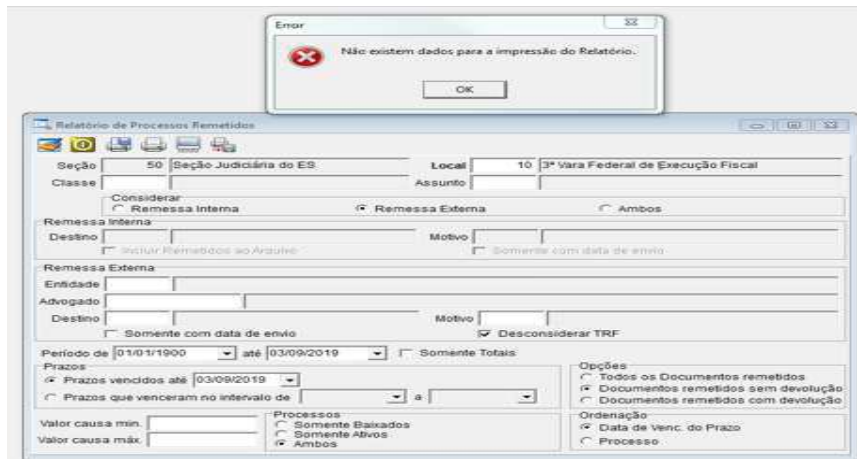 Error
Não existem dados para a impressão do Relatório.
OK
Relatório de Processos Remetidos
Seção 50 Seção Judiciária do ES Local 10 3ª Vara Federal de Execução Fiscal
Classe Assunto
Considerar
Remessa Interna Remessa Externa Ambos
Remessa Interna
Destino Motivo
Incluir Remetidos ao Arquivo Somente com data de envio
Remessa Externa
Entidade
Advogado
Destino Motivo
Somente com data de envio Desconsiderar TRF
Período de 01/01/1900 até 03/09/2019 Somente Totais
Prazos
Prazos vencidos até 03/09/2019
Prazos que venceram no intervalo de a
Opções
Todos os Documentos remetidos
Documentos remetidos sem devolução
Documentos remetidos com devolução
Valor causa min.
Valor causa máx.
Processos
Somente Baixados
Somente Ativos
Ambos
Ordenação
Data de Venc. do Prazo
Processo